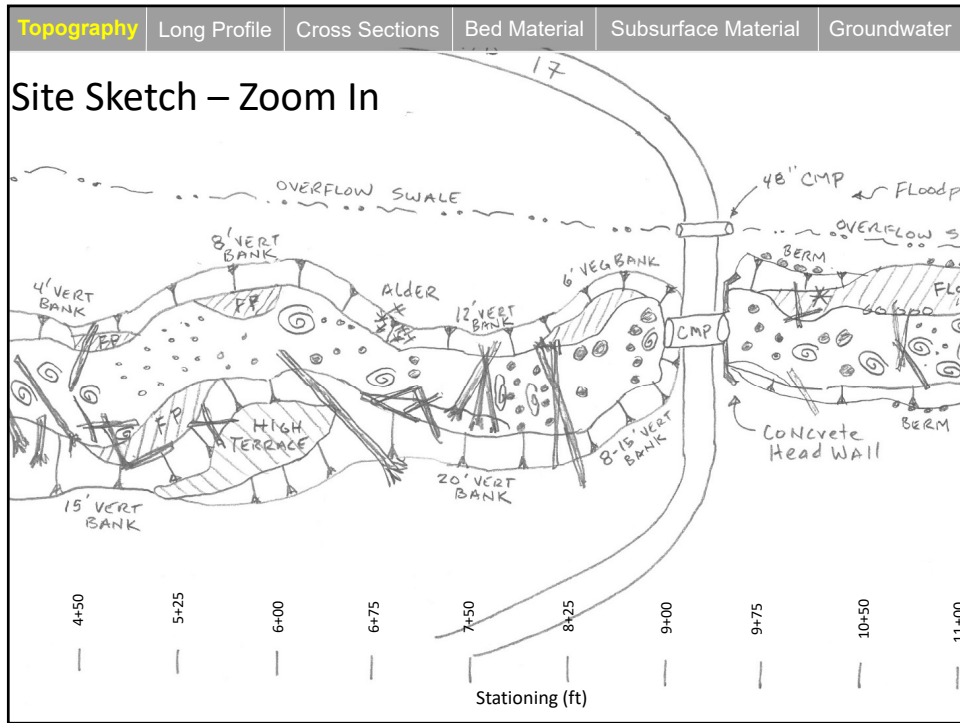 Topography Long Profile Cross Sections Bed Material Subsurface Material Groundwater
Site Sketch – Zoom In
17
48" CMP
OVERFLOW SWALE
8' VERT
BANK
BERM
6' VEG BANK
4' VERT
BANK
ALDER
12' VERT
BANK
FP
FP
CMP
FP
HIGH
TERRACE
8-15' VERT
BANK
BERM
CONCRETE
HEAD WALL
15' VERT
BANK
20' VERT
BANK
4+50 5+25 6+00 6+75 7+50 8+25 9+00 9+75 10+50 11+00
Stationing (ft)